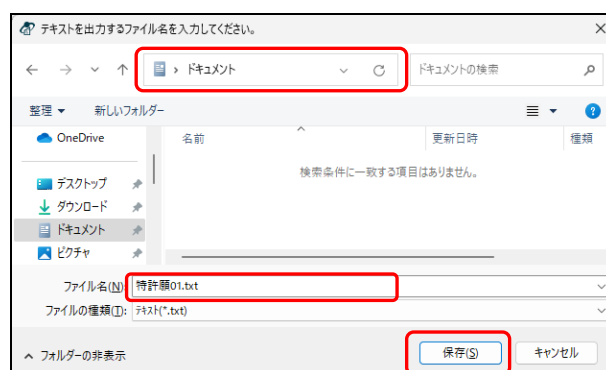 テキストを出力するファイル名を入力してください。
ドキュメント
ドキュメントの検索
整理 新しいフォルダー
OneDrive
名前 更新日時 種類
検索条件に一致する項目はありません。
デスクトップ
ダウンロード
ドキュメント
ピクチャ
ファイル名(N): 特許願01.txt
ファイルの種類(T): テキスト(*.txt)
フォルダーの非表示 保存(S) キャンセル